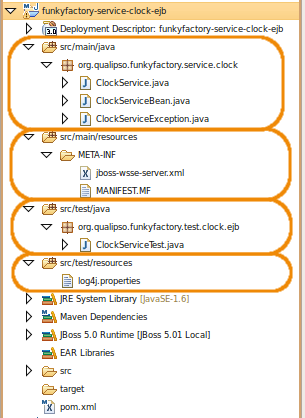 funkyfactory-service-clock-ejb
Deployment Descriptor: funkyfactory-service-clock-ejb
src/main/java
org.qualipso.funkyfactory.service.clock
ClockService.java
ClockServiceBean.java
ClockServiceException.java
src/main/resources
META-INF
jboss-wsse-server.xml
MANIFEST.MF
src/test/java
org.qualipso.funkyfactory.test.clock.ejb
ClockServiceTest.java
src/test/resources
log4j.properties
JRE System Library [JavaSE-1.6]
Maven Dependencies
JBoss 5.0 Runtime [JBoss 5.01 Local]
EAR Libraries
src
target
pom.xml